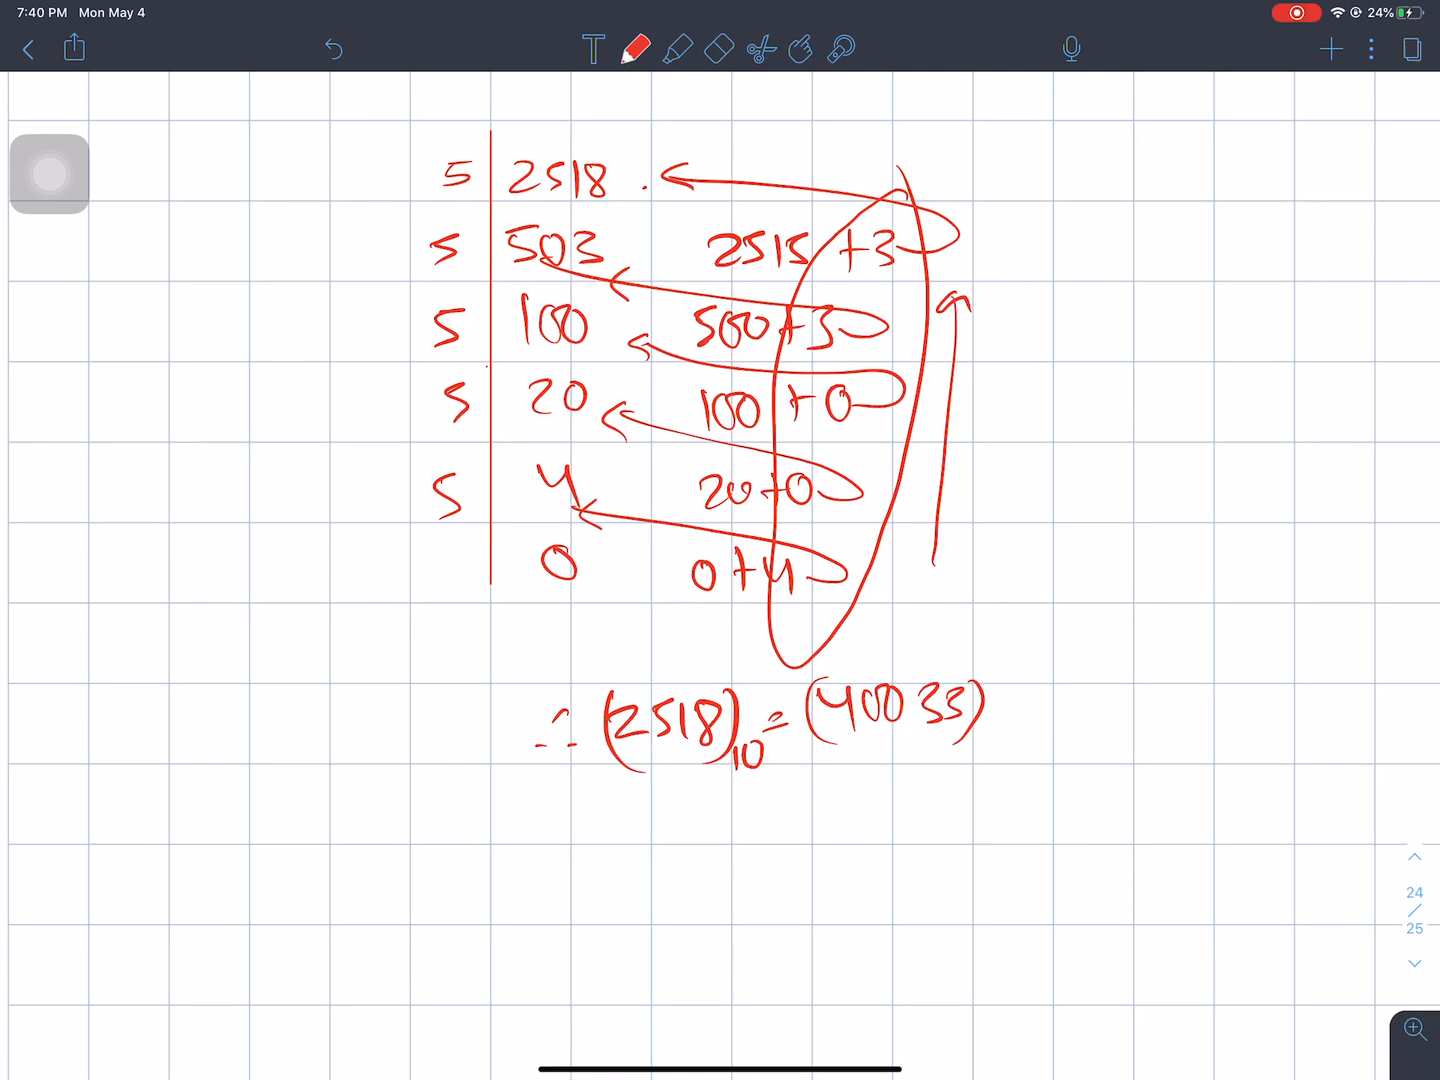 7:40 PM Mon May 4 24%
T
5 2518 .
5 503 2515 +3
5 100 500+3
5 20 100 +0
5 4 20+0
0 0+4
∴ (2518)₁₀ = (40033)
24
/
25